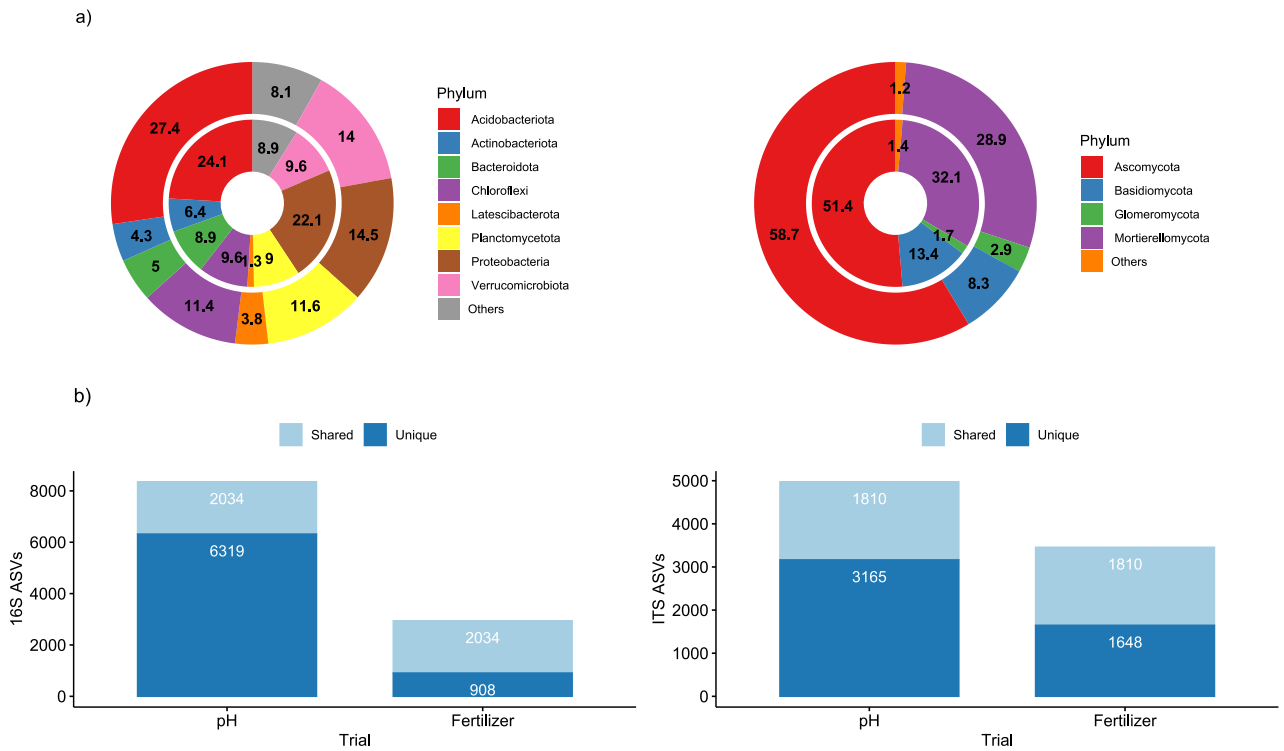 a)
8.1
14
14.5
11.6
3.8
11.4
5
4.3
27.4
8.9
9.6
22.1
9
1.3
9.6
8.9
6.4
24.1
Phylum
Acidobacteriota
Actinobacteriota
Bacteroidota
Chloroflexi
Latescibacterota
Planctomycetota
Proteobacteria
Verrucomicrobiota
Others
1.2
28.9
2.9
8.3
58.7
1.4
32.1
1.7
13.4
51.4
Phylum
Ascomycota
Basidiomycota
Glomeromycota
Mortierellomycota
Others
b)
Shared Unique
16S ASVs
8000
6000
4000
2000
0
2034
6319
2034
908
pH Fertilizer
Trial
Shared Unique
ITS ASVs
5000
4000
3000
2000
1000
0
1810
3165
1810
1648
pH Fertilizer
Trial